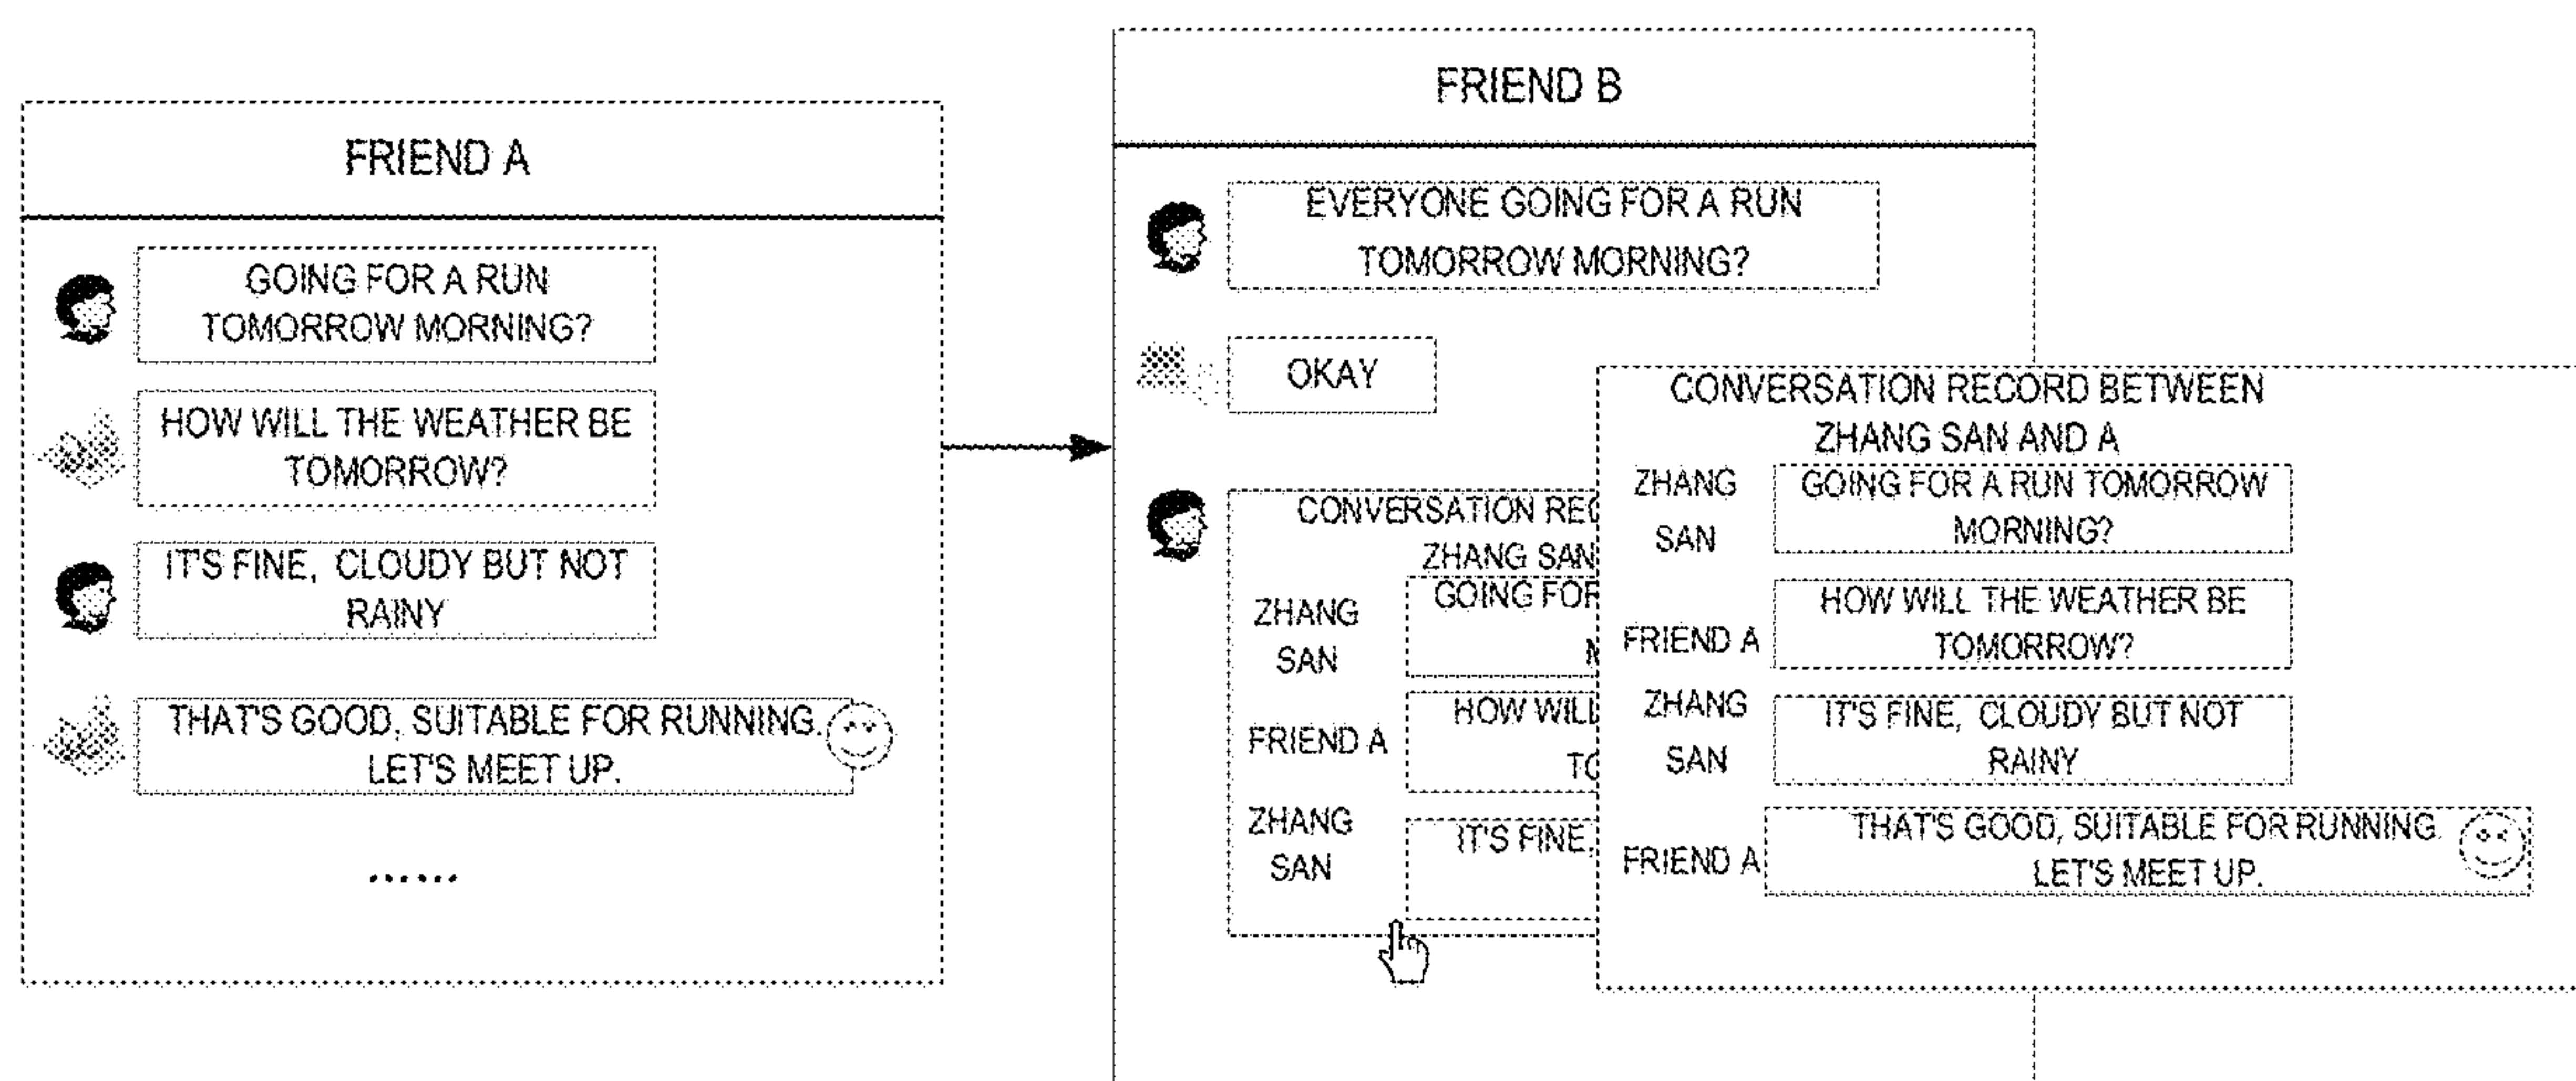 FRIEND A
GOING FOR A RUN
TOMORROW MORNING?
HOW WILL THE WEATHER BE
TOMORROW?
IT'S FINE, CLOUDY BUT NOT
RAINY
THAT'S GOOD, SUITABLE FOR RUNNING.
LET'S MEET UP.
......
FRIEND B
EVERYONE GOING FOR A RUN
TOMORROW MORNING?
OKAY
CONVERSATION REC
ZHANG SAN
ZHANG
SAN
GOING FOR
M
FRIEND A
HOW WILL
TO
ZHANG
SAN
IT'S FINE,
CONVERSATION RECORD BETWEEN
ZHANG SAN AND A
ZHANG
SAN
GOING FOR A RUN TOMORROW
MORNING?
FRIEND A
HOW WILL THE WEATHER BE
TOMORROW?
ZHANG
SAN
IT'S FINE, CLOUDY BUT NOT
RAINY
FRIEND A
THAT'S GOOD, SUITABLE FOR RUNNING.
LET'S MEET UP.